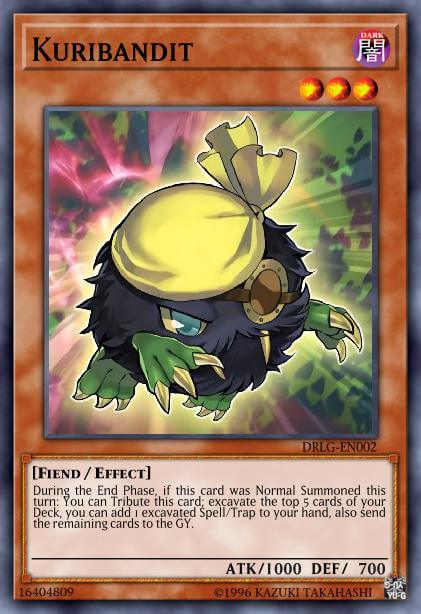 KURIBANDIT
DARK
闇
DRLG-EN002
[FIEND / EFFECT]
During the End Phase, if this card was Normal Summoned this
turn: You can Tribute this card; excavate the top 5 cards of your
Deck, you can add 1 excavated Spell/Trap to your hand, also send
the remaining cards to the GY.
ATK/1000 DEF/ 700
16404809
©1996 KAZUKI TAKAHASHI